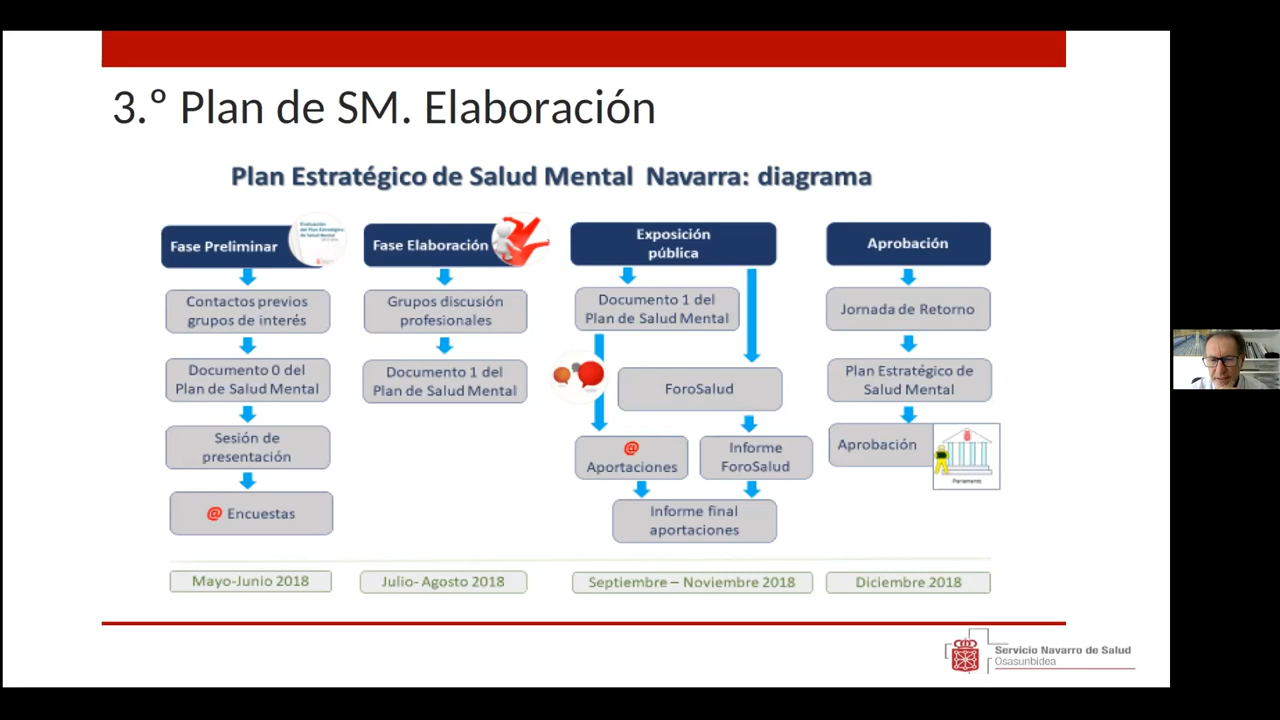 3.º Plan de SM. Elaboración
Plan Estratégico de Salud Mental Navarra: diagrama
Fase Preliminar
Contactos previos
grupos de interés
Documento 0 del
Plan de Salud Mental
Sesión de
presentación
@ Encuestas
Mayo-Junio 2018
Fase Elaboración
Grupos discusión
profesionales
Documento 1 del
Plan de Salud Mental
Julio- Agosto 2018
Exposición
pública
Documento 1 del
Plan de Salud Mental
ForoSalud
@
Aportaciones
Informe
ForoSalud
Informe final
aportaciones
Septiembre – Noviembre 2018
Aprobación
Jornada de Retorno
Plan Estratégico de
Salud Mental
Aprobación
Parlamento
Diciembre 2018
Servicio Navarro de Salud
Osasunbidea